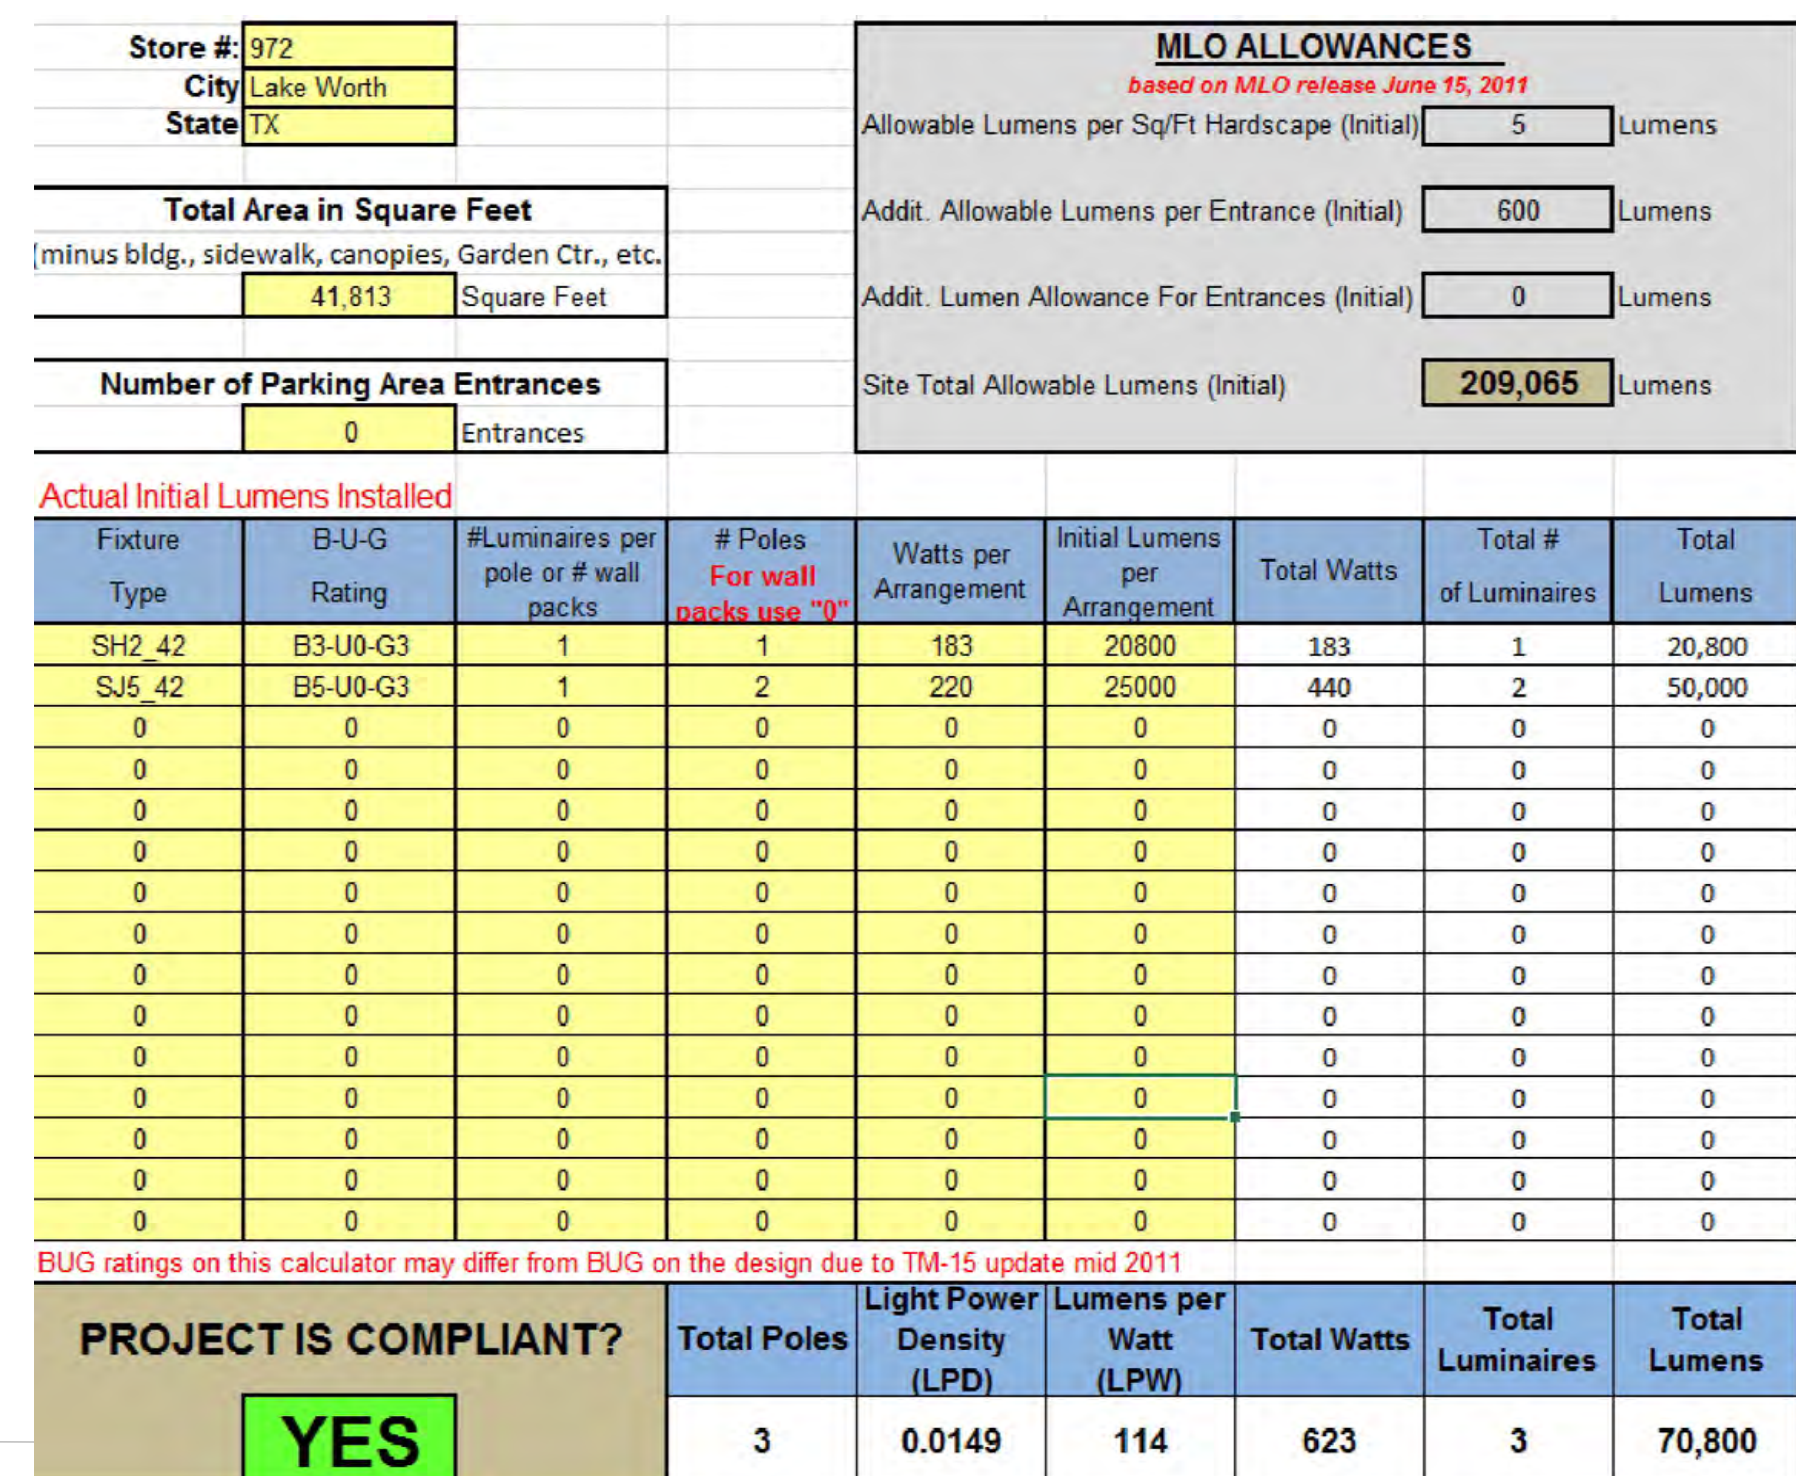 Store #: 972
City Lake Worth
State TX
Total Area in Square Feet
(minus bldg., sidewalk, canopies, Garden Ctr., etc.
41,813 Square Feet
Number of Parking Area Entrances
0 Entrances
MLO ALLOWANCES
based on MLO release June 15, 2011
Allowable Lumens per Sq/Ft Hardscape (Initial) 5 Lumens
Addit. Allowable Lumens per Entrance (Initial) 600 Lumens
Addit. Lumen Allowance For Entrances (Initial) 0 Lumens
Site Total Allowable Lumens (Initial) 209,065 Lumens
Actual Initial Lumens Installed
Fixture Type B-U-G Rating #Luminaires per pole or # wall packs # Poles For wall packs use "0" Watts per Arrangement Initial Lumens per Arrangement Total Watts Total # of Luminaires Total Lumens
SH2_42 B3-U0-G3 1 1 183 20800 183 1 20,800
SJ5_42 B5-U0-G3 1 2 220 25000 440 2 50,000
0 0 0 0 0 0 0 0 0
0 0 0 0 0 0 0 0 0
0 0 0 0 0 0 0 0 0
0 0 0 0 0 0 0 0 0
0 0 0 0 0 0 0 0 0
0 0 0 0 0 0 0 0 0
0 0 0 0 0 0 0 0 0
0 0 0 0 0 0 0 0 0
0 0 0 0 0 0 0 0 0
0 0 0 0 0 0 0 0 0
0 0 0 0 0 0 0 0 0
0 0 0 0 0 0 0 0 0
0 0 0 0 0 0 0 0 0
BUG ratings on this calculator may differ from BUG on the design due to TM-15 update mid 2011
PROJECT IS COMPLIANT?
YES
Total Poles Light Power Density (LPD) Lumens per Watt (LPW) Total Watts Total Luminaires Total Lumens
3 0.0149 114 623 3 70,800